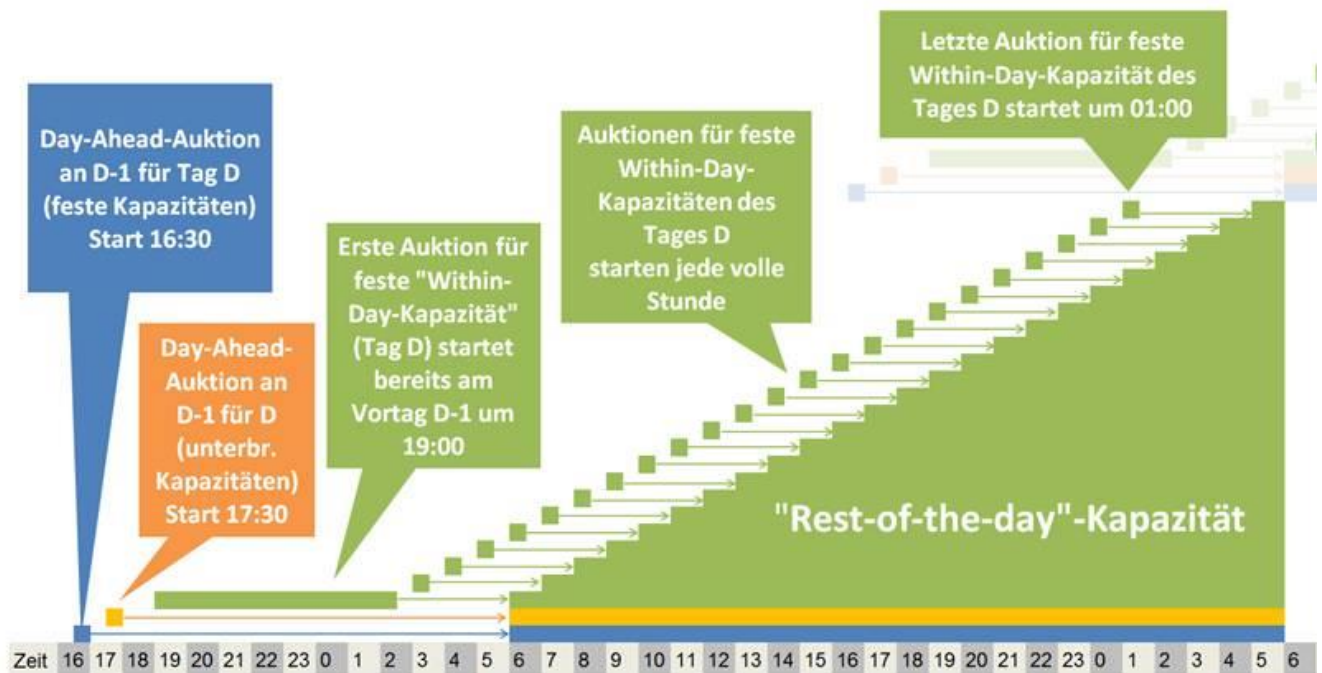 Day-Ahead-Auktion
an D-1 für Tag D
(feste Kapazitäten)
Start 16:30
Day-Ahead-
Auktion an
D-1 für D
(unterbr.
Kapazitäten)
Start 17:30
Erste Auktion für
feste "Within-
Day-Kapazität"
(Tag D) startet
bereits am
Vortag D-1 um
19:00
Auktionen für feste
Within-Day-
Kapazitäten des
Tages D
starten jede volle
Stunde
Letzte Auktion für feste
Within-Day-Kapazität des
Tages D startet um 01:00
"Rest-of-the-day"-Kapazität
Zeit 16 17 18 19 20 21 22 23 0 1 2 3 4 5 6 7 8 9 10 11 12 13 14 15 16 17 18 19 20 21 22 23 0 1 2 3 4 5 6